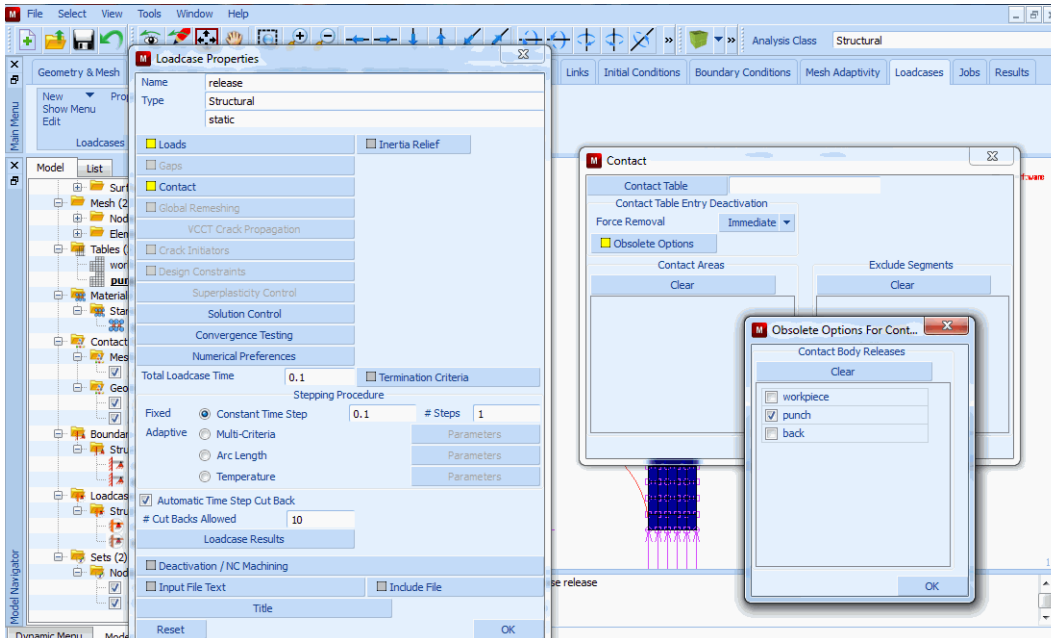 File Select View Tools Window Help
» » Analysis Class Structural
Geometry & Mesh Links Initial Conditions Boundary Conditions Mesh Adaptivity Loadcases Jobs Results
Main Menu
New
Show Menu
Edit
Loadcases
Model List
Mesh (2
Tables (
Contact
Mes
Geo
Sets (2)
Nod
Model Navigator
Dynamic Menu
Loadcase Properties
Name release
Type Structural
static
Loads Inertia Relief
Gaps
Contact
Global Remeshing
VCCT Crack Propagation
Crack Initiators
Design Constraints
Superplasticity Control
Solution Control
Convergence Testing
Numerical Preferences
Total Loadcase Time 0.1 Termination Criteria
Stepping Procedure
Fixed Constant Time Step 0.1 # Steps 1
Adaptive Multi-Criteria Parameters
Arc Length Parameters
Temperature Parameters
Automatic Time Step Cut Back
# Cut Backs Allowed 10
Loadcase Results
Deactivation / NC Machining
Input File Text Include File
Title
Reset OK
Contact
Contact Table
Contact Table Entry Deactivation
Force Removal Immediate
Obsolete Options
Contact Areas Exclude Segments
Clear Clear
Obsolete Options For Cont...
Contact Body Releases
Clear
workpiece
punch
back
OK
se release